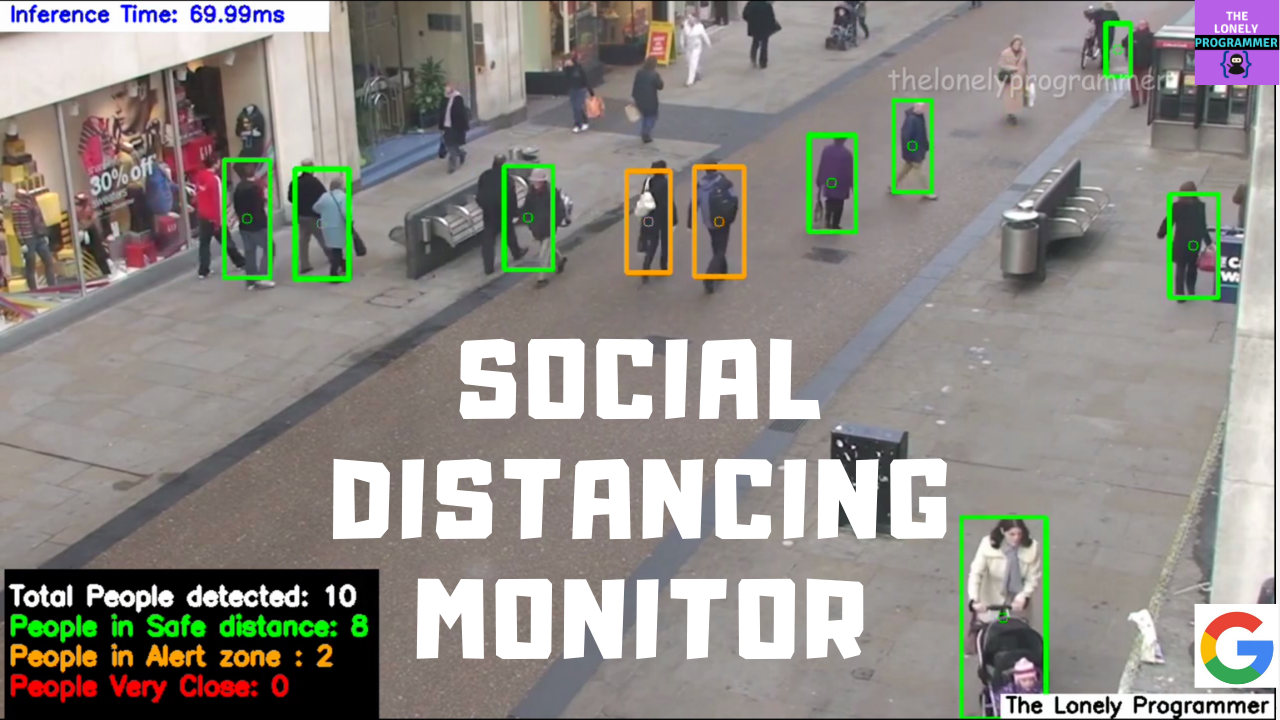 Inference Time: 69.99ms
THE
LONELY
PROGRAMMER
{ }
thelonelyprogrammer
30% off
SOCIAL
DISTANCING
MONITOR
Total People detected: 10
People in Safe distance: 8
People in Alert zone : 2
People Very Close: 0
G
The Lonely Programmer